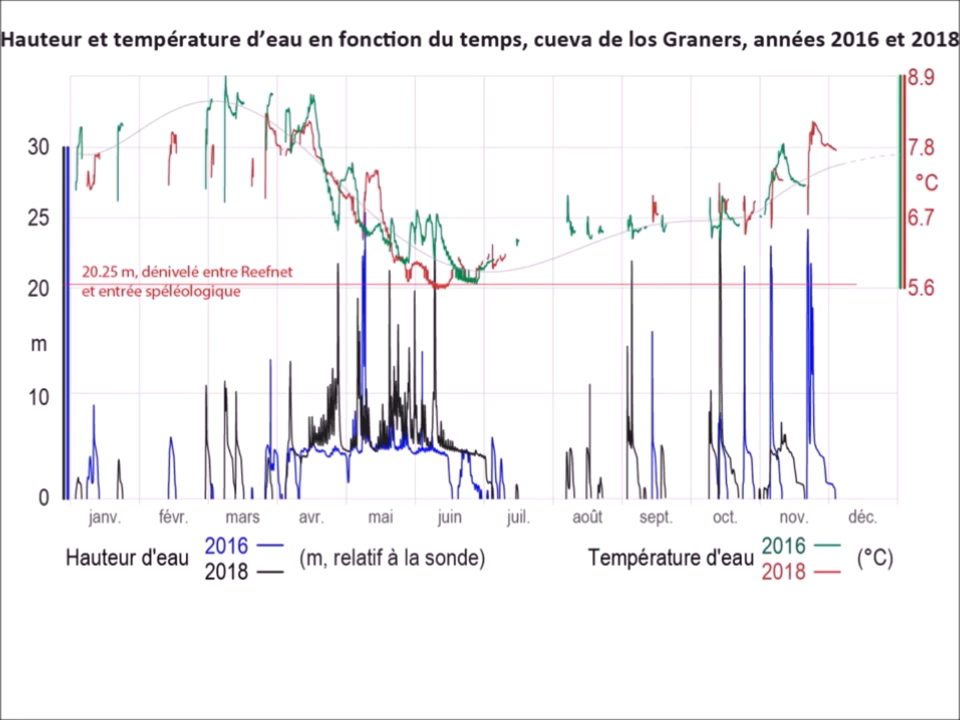 Hauteur et température d’eau en fonction du temps, cueva de los Graners, années 2016 et 2018
8.9
30
7.8
°C
25
6.7
20.25 m, dénivelé entre Reefnet
et entrée spéléologique
20
5.6
m
10
0
janv. févr. mars avr. mai juin juil. août sept. oct. nov. déc.
Hauteur d'eau 2016 (m, relatif à la sonde)
2018
Température d'eau 2016 (°C)
2018